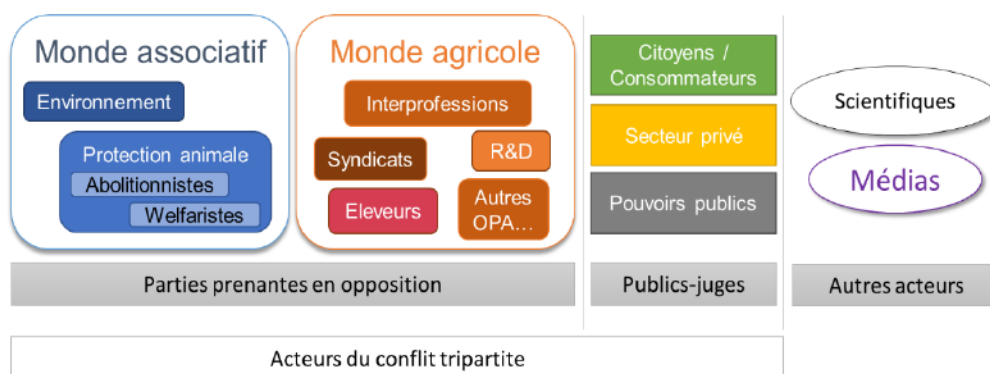 Monde associatif
Environnement
Protection animale
Abolitionnistes
Welfaristes
Monde agricole
Interprofessions
Syndicats
R&D
Eleveurs
Autres
OPA...
Citoyens /
Consommateurs
Secteur privé
Pouvoirs publics
Scientifiques
Médias
Parties prenantes en opposition
Publics-juges
Autres acteurs
Acteurs du conflit tripartite